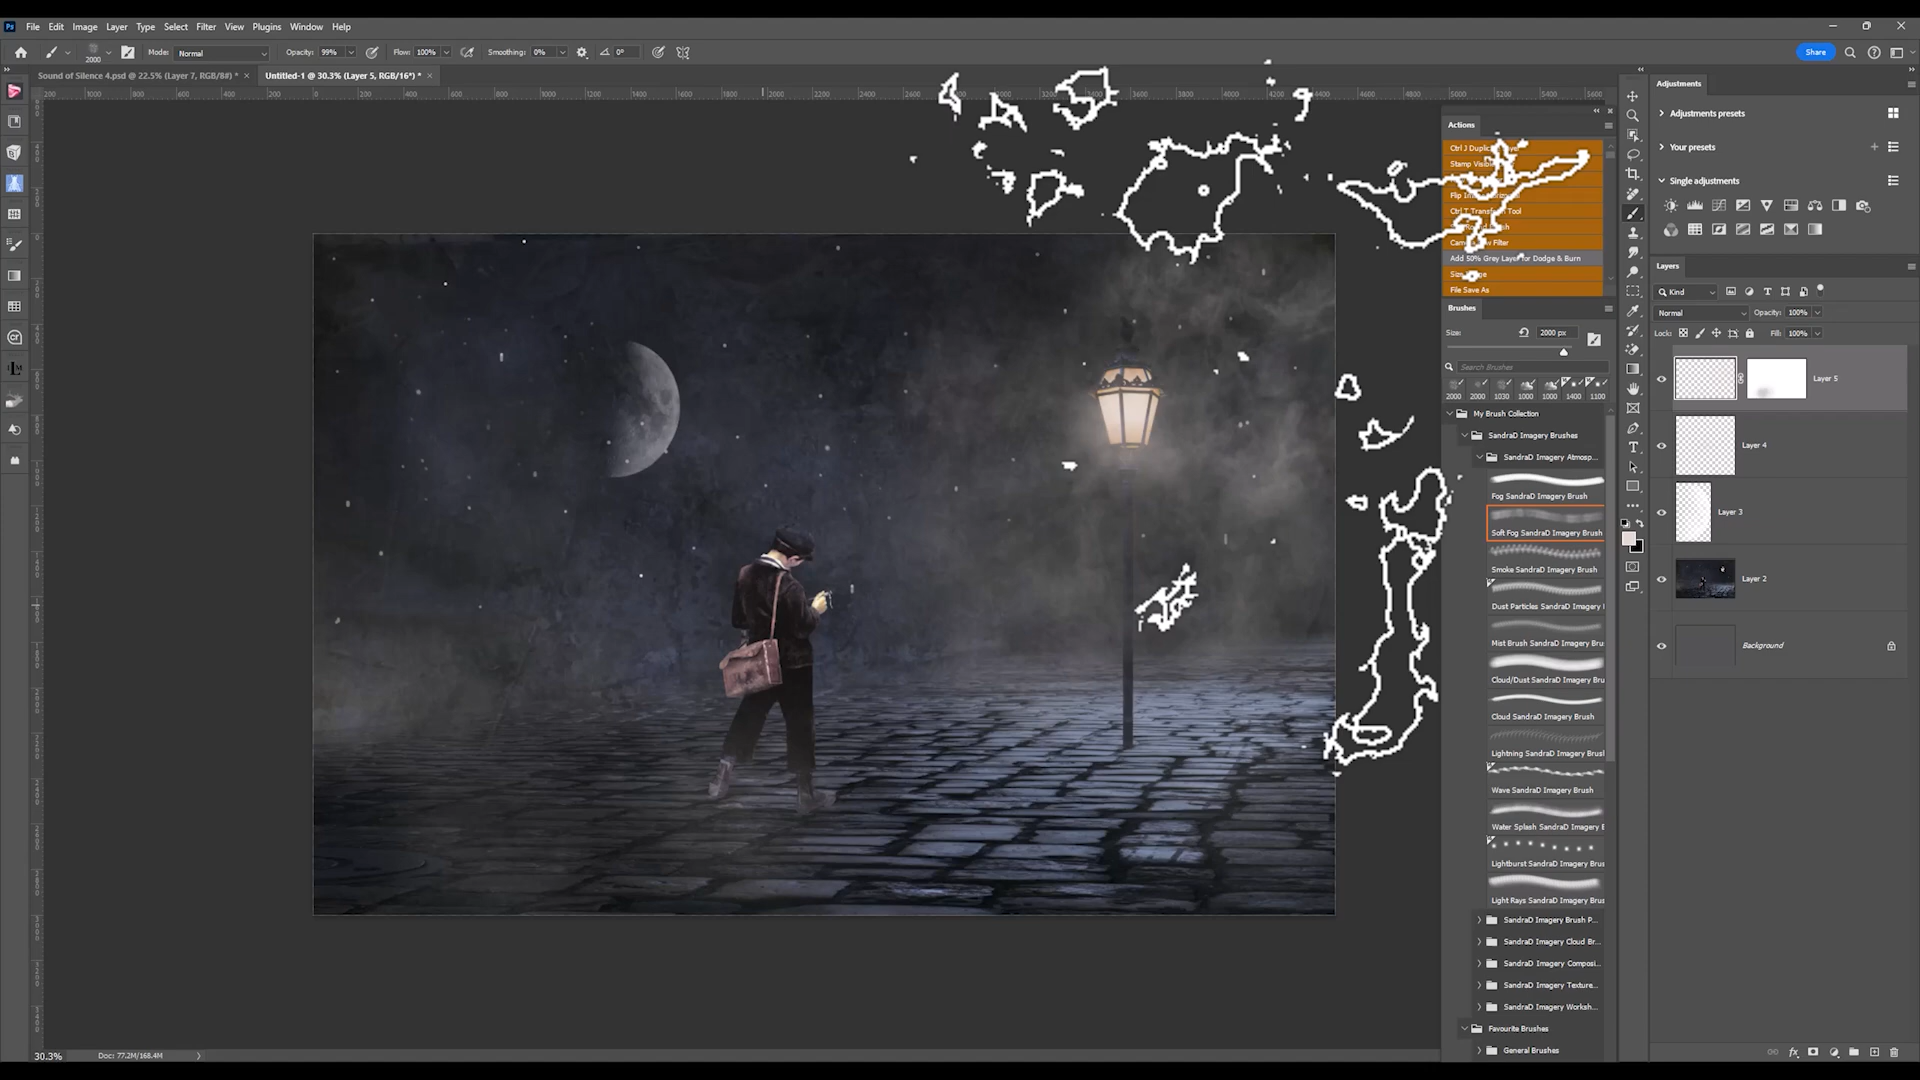 File Edit Image Layer Type Select Filter View Plugins Window Help
2000 Mode: Normal Opacity: 99% Flow: 100% Smoothing: 0% 0° Share
Sound of Silence 4.psd @ 22.5% (Layer 7, RGB/8#) * × Untitled-1 @ 30.3% (Layer 5, RGB/16*) * ×
Actions
Ctrl J Duplicate Layer
Stamp Visible
Ctrl T Transform Tool
Camera Raw Filter
Add 50% Grey Layer for Dodge & Burn
Size Image
File Save As
Brushes
Size: 2000 px
Search Brushes
2000 2000 1030 1000 1000 1400 1100
My Brush Collection
SandraD Imagery Brushes
SandraD Imagery Atmosp...
Fog SandraD Imagery Brush
Soft Fog SandraD Imagery Brush
Smoke SandraD Imagery Brush
Dust Particles SandraD Imagery
Mist Brush SandraD Imagery Bru
Cloud/Dust SandraD Imagery Bru
Cloud SandraD Imagery Brush
Lightning SandraD Imagery Brus
Wave SandraD Imagery Brush
Water Splash SandraD Imagery
Lightburst SandraD Imagery Brus
Light Rays SandraD Imagery Brus
SandraD Imagery Brush P...
SandraD Imagery Cloud Br...
SandraD Imagery Composi...
SandraD Imagery Texture...
SandraD Imagery Worksh...
Favourite Brushes
General Brushes
Adjustments
Adjustments presets
Your presets
Single adjustments
Layers
Kind
Normal Opacity: 100%
Lock: Fill: 100%
Layer 5
Layer 4
Layer 3
Layer 2
Background
30.3% Doc: 77.2M/168.4M